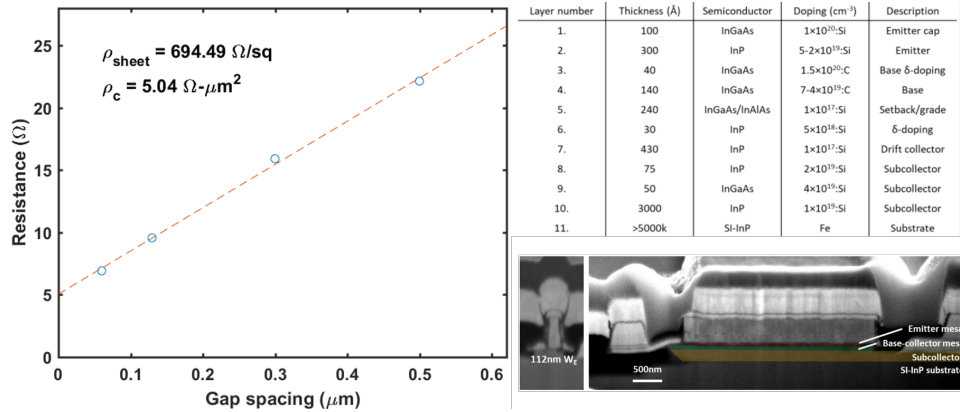 ρsheet = 694.49 Ω/sq
ρc = 5.04 Ω-μm²
Resistance (Ω)
25
20
15
10
5
0
0 0.1 0.2 0.3 0.4 0.5 0.6
Gap spacing (μm)
Layer number Thickness (Å) Semiconductor Doping (cm⁻³) Description
1. 100 InGaAs 1×10²⁰:Si Emitter cap
2. 300 InP 5-2×10¹⁹:Si Emitter
3. 40 InGaAs 1.5×10²⁰:C Base δ-doping
4. 140 InGaAs 7-4×10¹⁹:C Base
5. 240 InGaAs/InAlAs 1×10¹⁷:Si Setback/grade
6. 30 InP 5×10¹⁸:Si δ-doping
7. 430 InP 1×10¹⁷:Si Drift collector
8. 75 InP 2×10¹⁹:Si Subcollector
9. 50 InGaAs 4×10¹⁹:Si Subcollector
10. 3000 InP 1×10¹⁹:Si Subcollector
11. >5000k SI-InP Fe Substrate
112nm WE
500nm
Emitter mesa
Base-collector mes
Subcollecto
SI-InP substrat